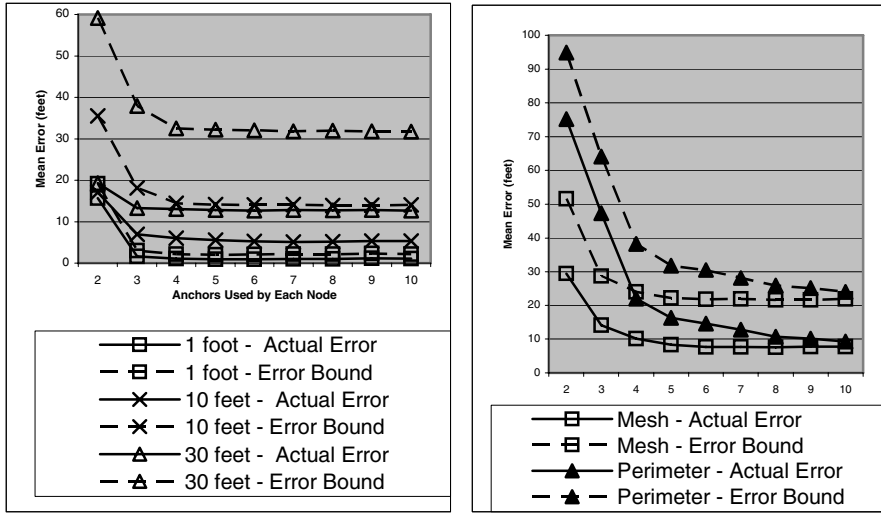 60
50
40
30
20
10
0
Mean Error (feet)
2 3 4 5 6 7 8 9 10
Anchors Used by Each Node
1 foot - Actual Error
1 foot - Error Bound
10 feet - Actual Error
10 feet - Error Bound
30 feet - Actual Error
30 feet - Error Bound
100
90
80
70
60
50
40
30
20
10
0
Mean Error (feet)
2 3 4 5 6 7 8 9 10
Mesh - Actual Error
Mesh - Error Bound
Perimeter - Actual Error
Perimeter - Error Bound